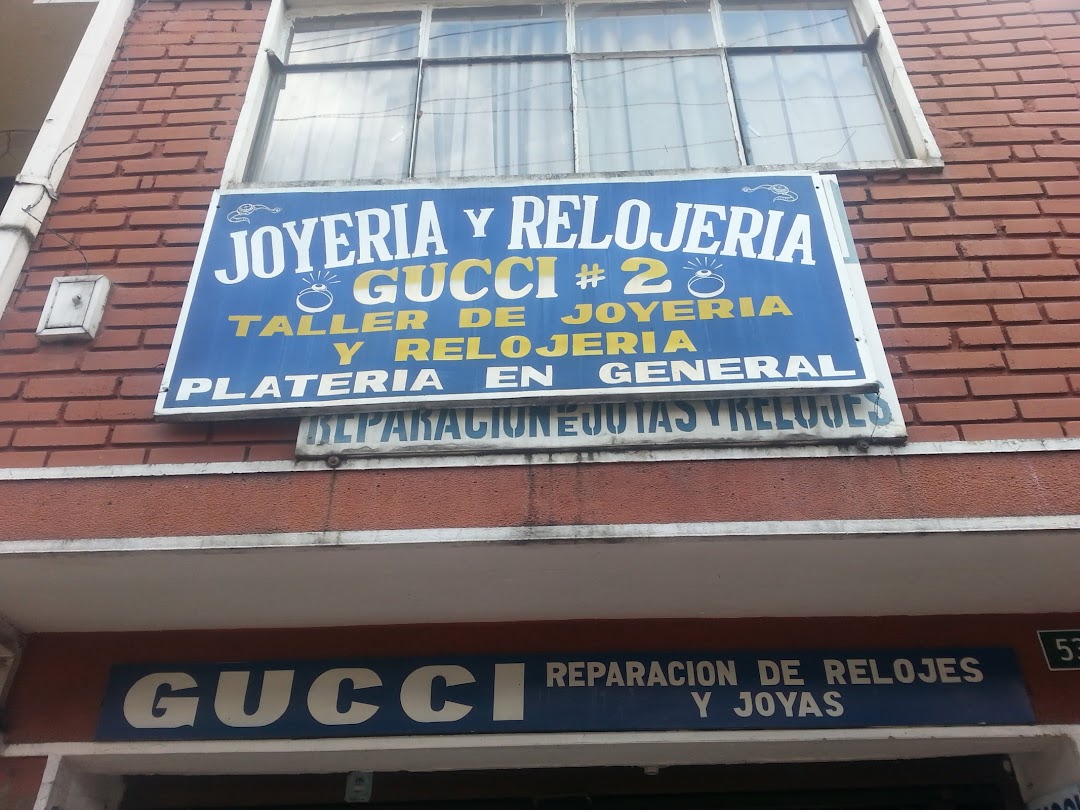 JOYERIA Y RELOJERIA
GUCCI # 2
TALLER DE JOYERIA
Y RELOJERIA
PLATERIA EN GENERAL
REPARACION DE JOYAS Y RELOJES
GUCCI REPARACION DE RELOJES
Y JOYAS